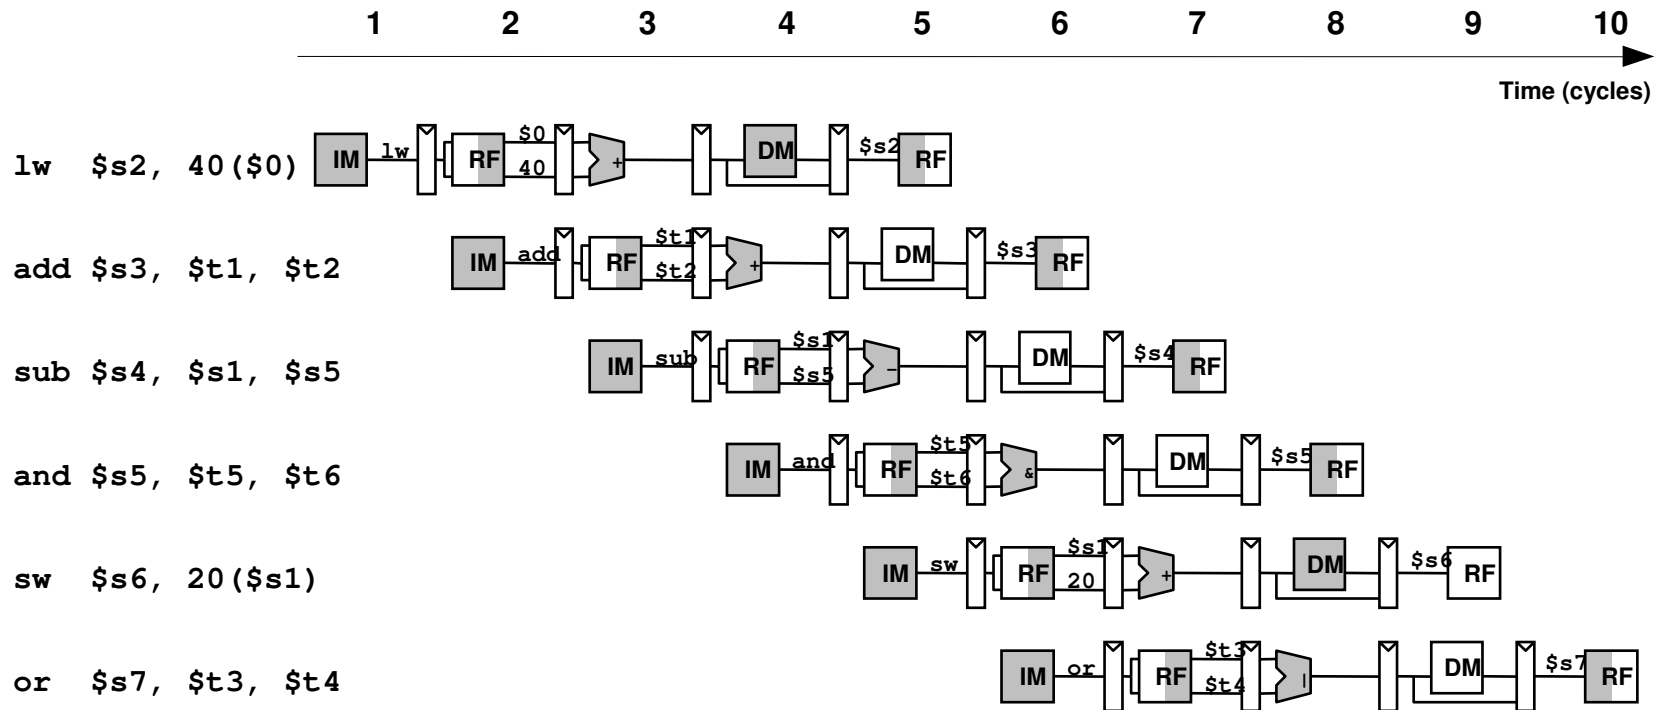 1 2 3 4 5 6 7 8 9 10
Time (cycles)
lw $s2, 40($0) IM lw RF $0 40 + DM $s2 RF
add $s3, $t1, $t2 IM add RF $t1 $t2 + DM $s3 RF
sub $s4, $s1, $s5 IM sub RF $s1 $s5 - DM $s4 RF
and $s5, $t5, $t6 IM and RF $t5 $t6 & DM $s5 RF
sw $s6, 20($s1) IM sw RF $s1 20 + DM $s6 RF
or $s7, $t3, $t4 IM or RF $t3 $t4 | DM $s7 RF